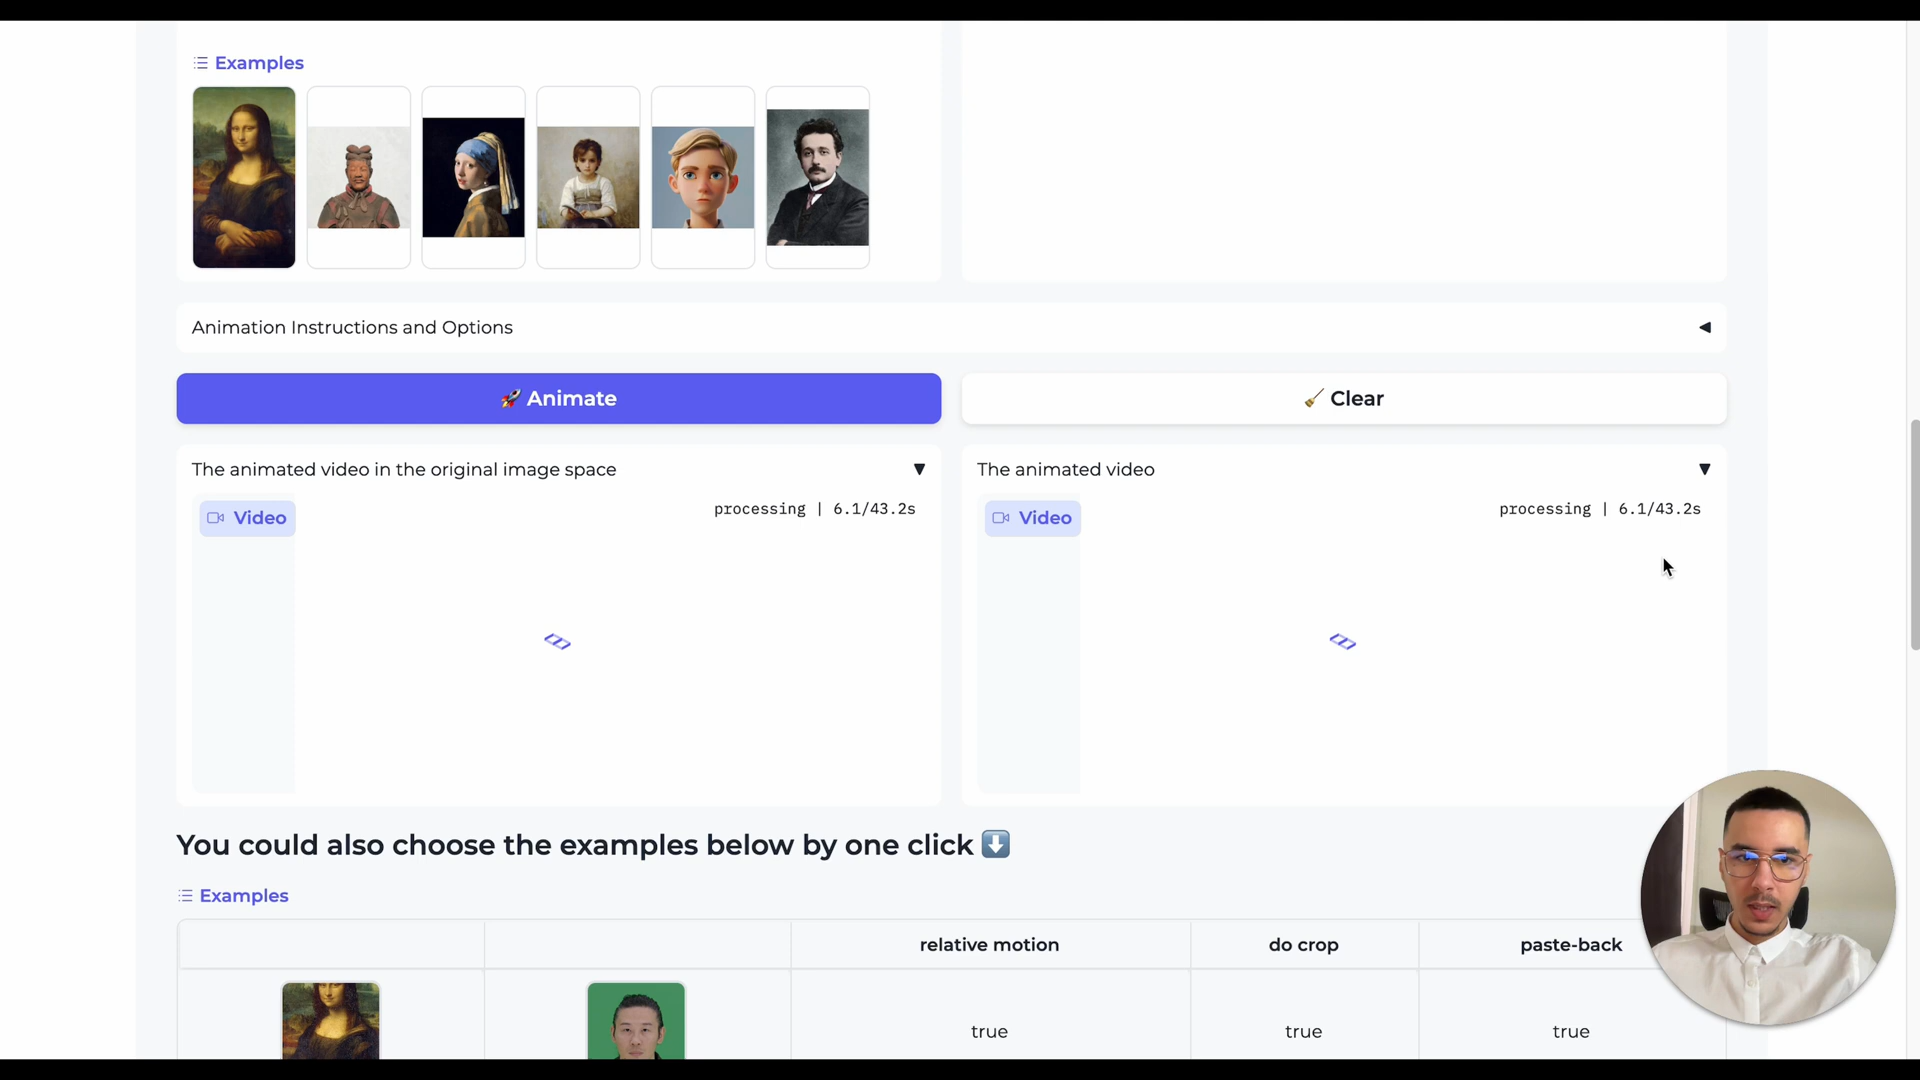 Examples
Animation Instructions and Options
🚀 Animate
🧹 Clear
The animated video in the original image space
The animated video
Video
processing | 6.1/43.2s
Video
processing | 6.1/43.2s
You could also choose the examples below by one click ⬇️
Examples
relative motion
do crop
paste-back
true
true
true